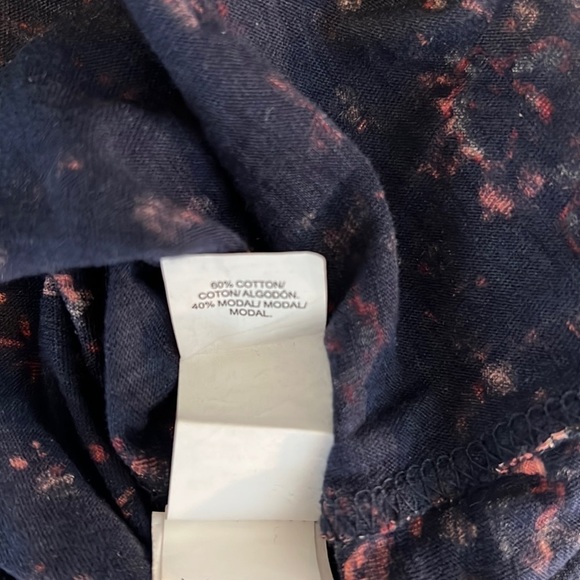 60% COTTON/
COTON/ ALGODÓN.
40% MODAL/ MODAL/
MODAL.